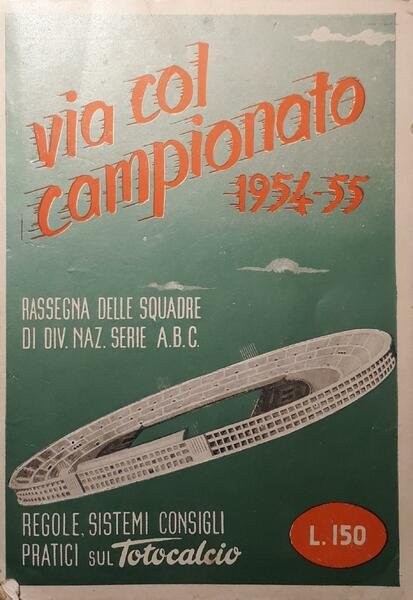 via col
campionato
1954-55
RASSEGNA DELLE SQUADRE
DI DIV. NAZ. SERIE A.B.C.
REGOLE, SISTEMI CONSIGLI
PRATICI SUL Totocalcio
L. 150